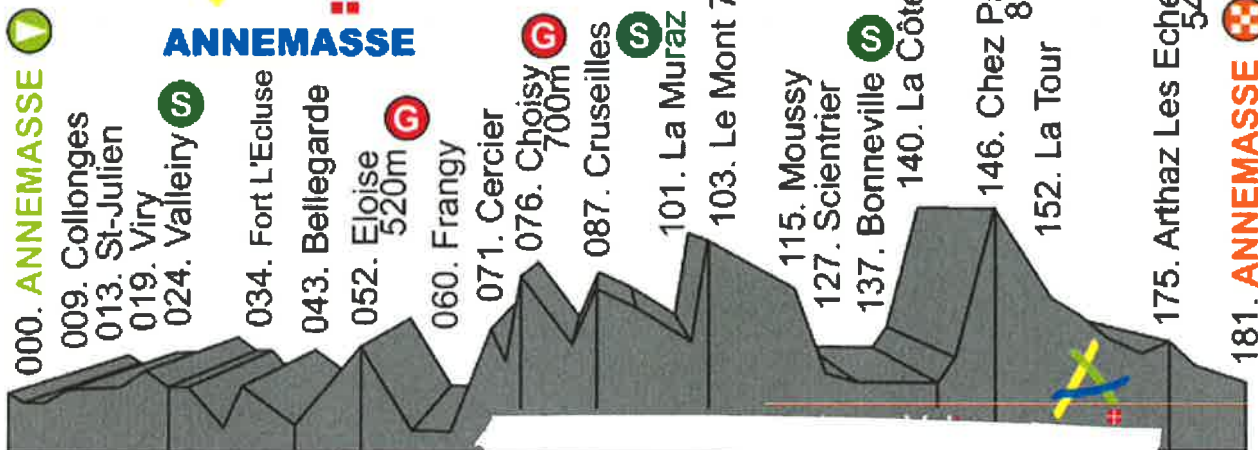 ANNEMASSE
000. ANNEMASSE
009. Collonges
013. St-Julien
019. Viry
024. Valleiry S
034. Fort L'Ecluse
043. Bellegarde
052. Eloise
520m G
060. Frangy
071. Cercier
076. Choisy G
700m
087. Cruseilles
101. La Muraz S
103. Le Mont
115. Moussy
127. Scientrier
137. Bonneville S
140. La Côte
146. Chez
152. La Tour
175. Arthaz Les
181. ANNEMASSE